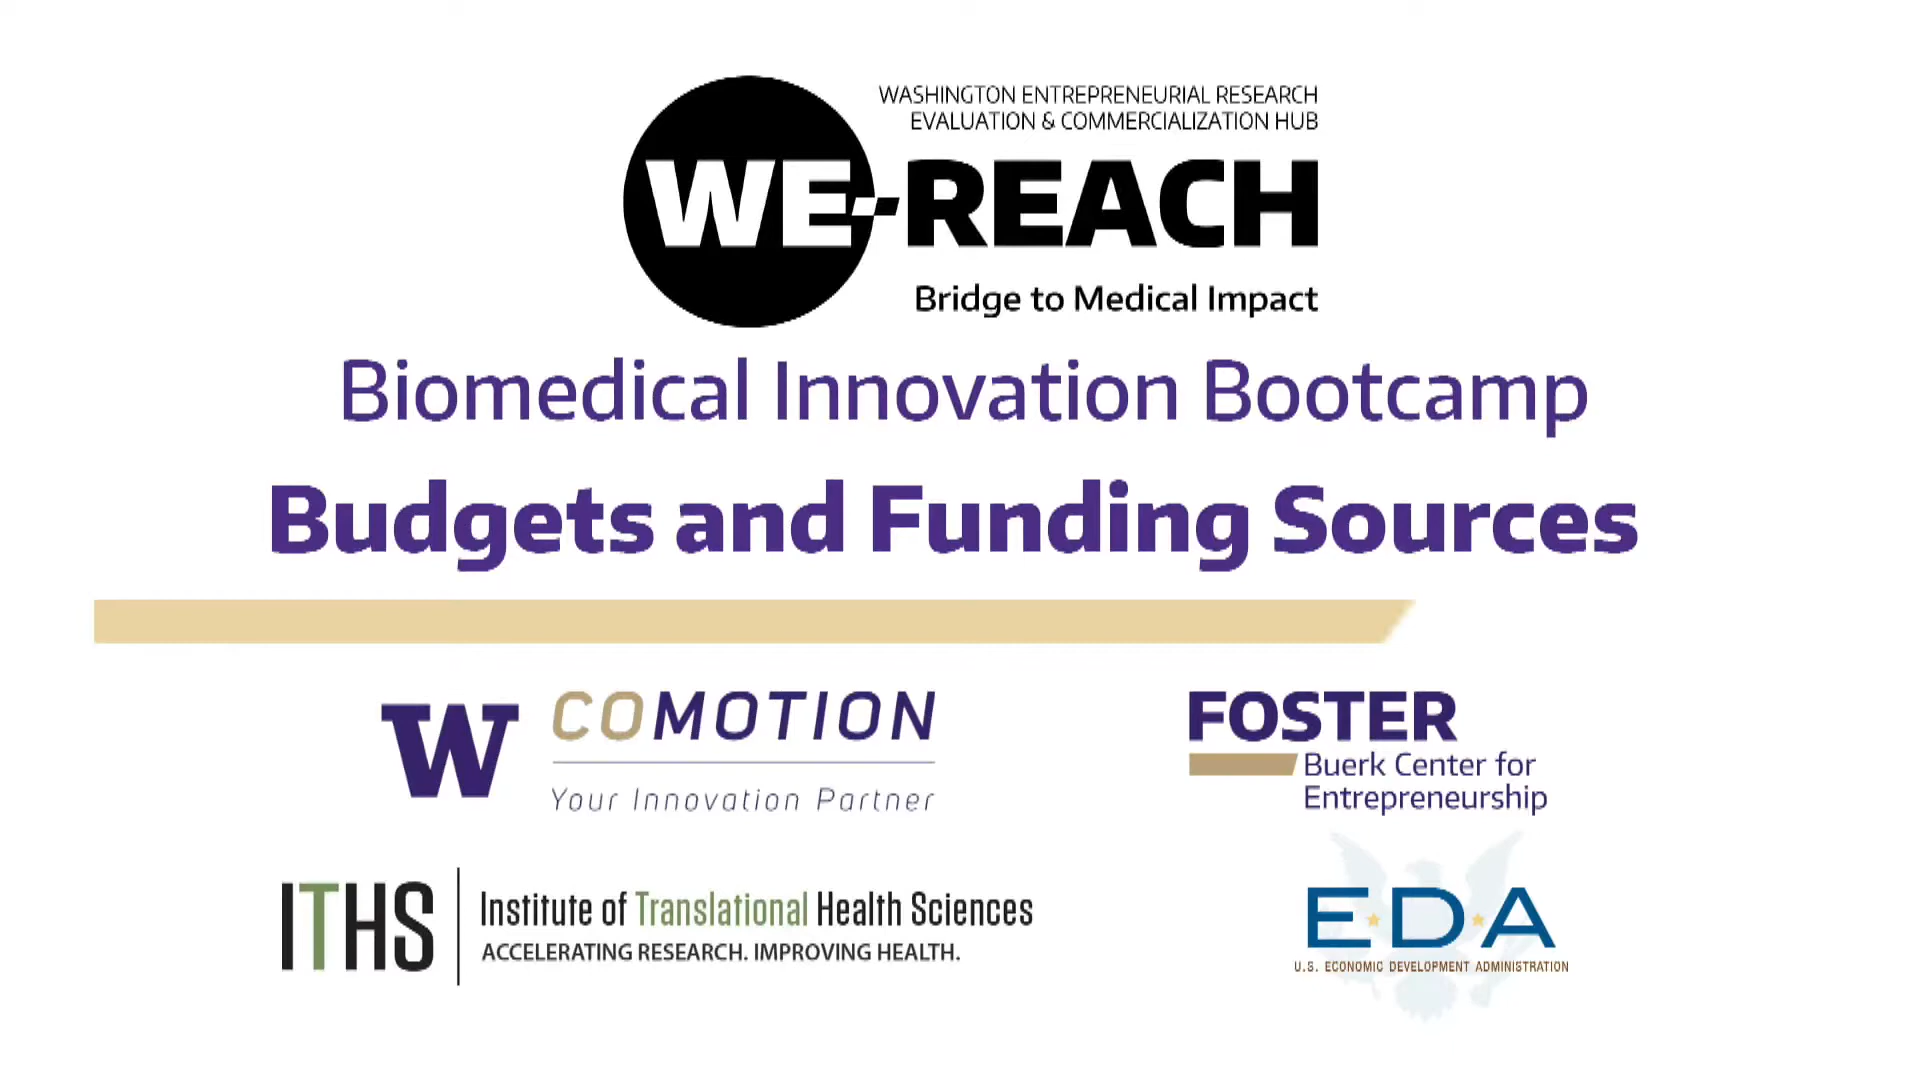 WASHINGTON ENTREPRENEURIAL RESEARCH
EVALUATION & COMMERCIALIZATION HUB
WE-REACH
Bridge to Medical Impact
Biomedical Innovation Bootcamp
Budgets and Funding Sources
W
COMOTION
Your Innovation Partner
FOSTER
Buerk Center for
Entrepreneurship
ITHS
Institute of Translational Health Sciences
ACCELERATING RESEARCH. IMPROVING HEALTH.
E★D★A
U.S. ECONOMIC DEVELOPMENT ADMINISTRATION